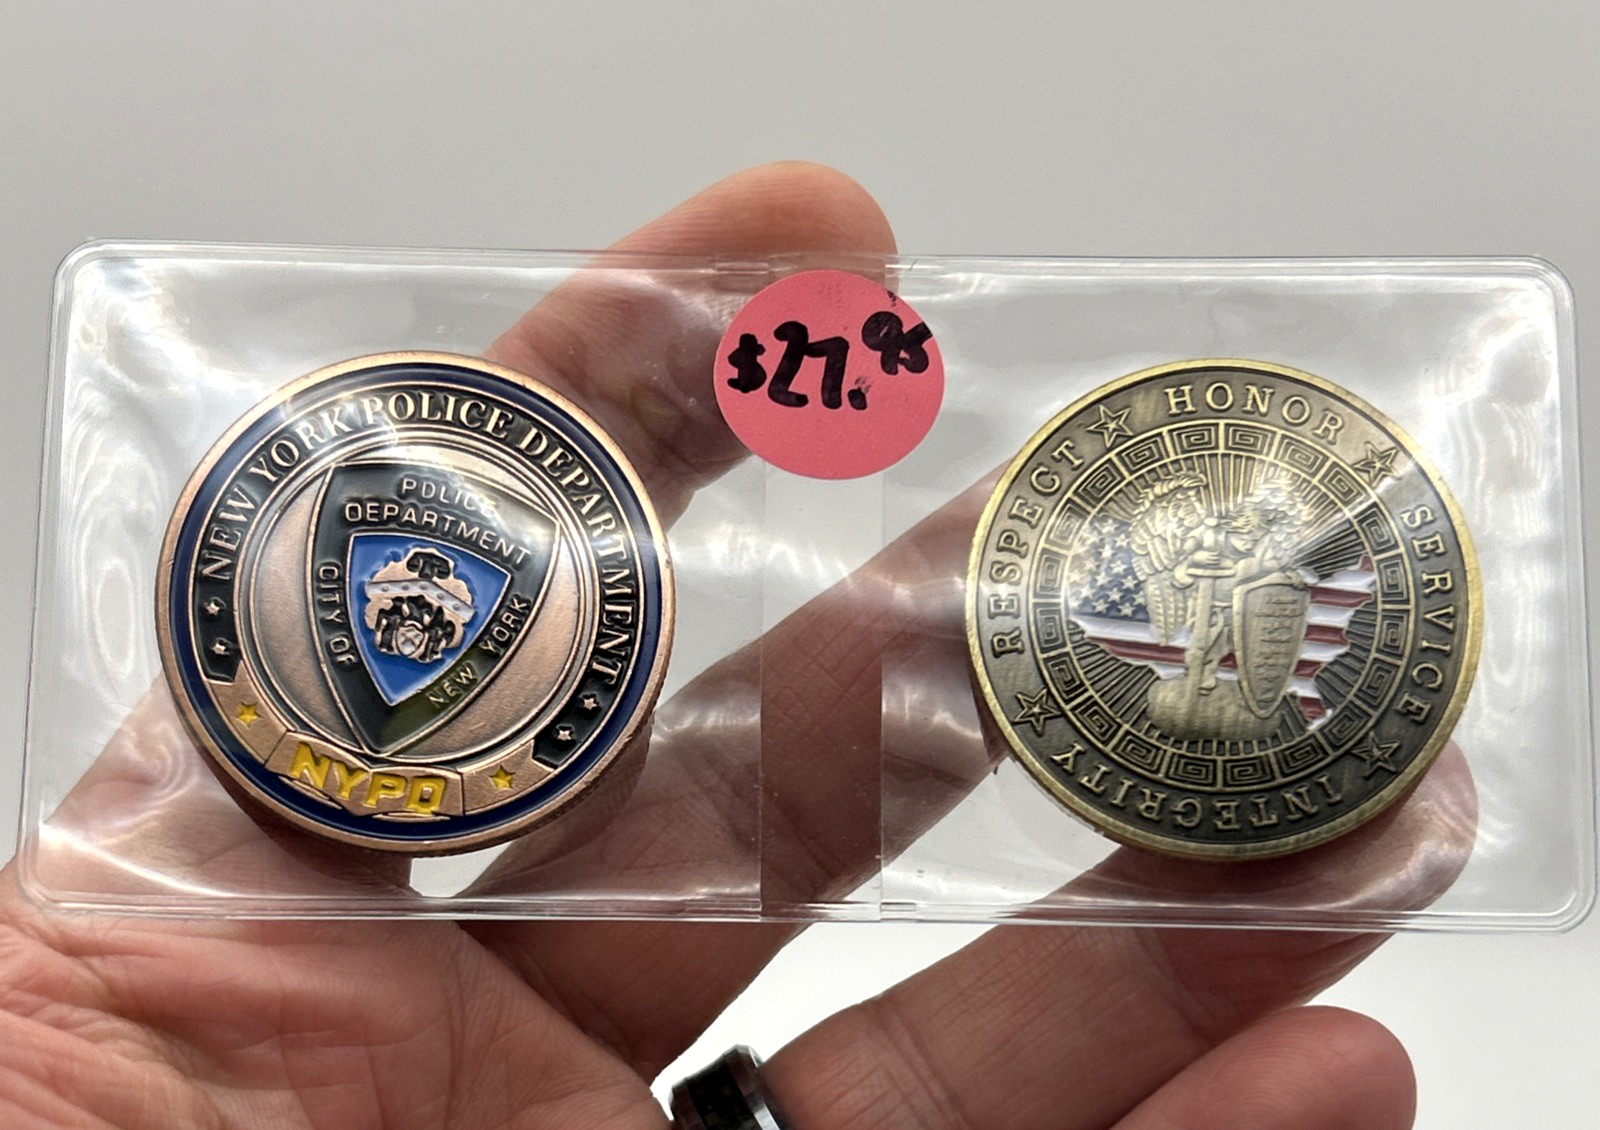 $27.95
NEW YORK POLICE DEPARTMENT
POLICE
DEPARTMENT
CITY OF
NEW YORK
NYPD
RESPECT
HONOR
SERVICE
INTEGRITY